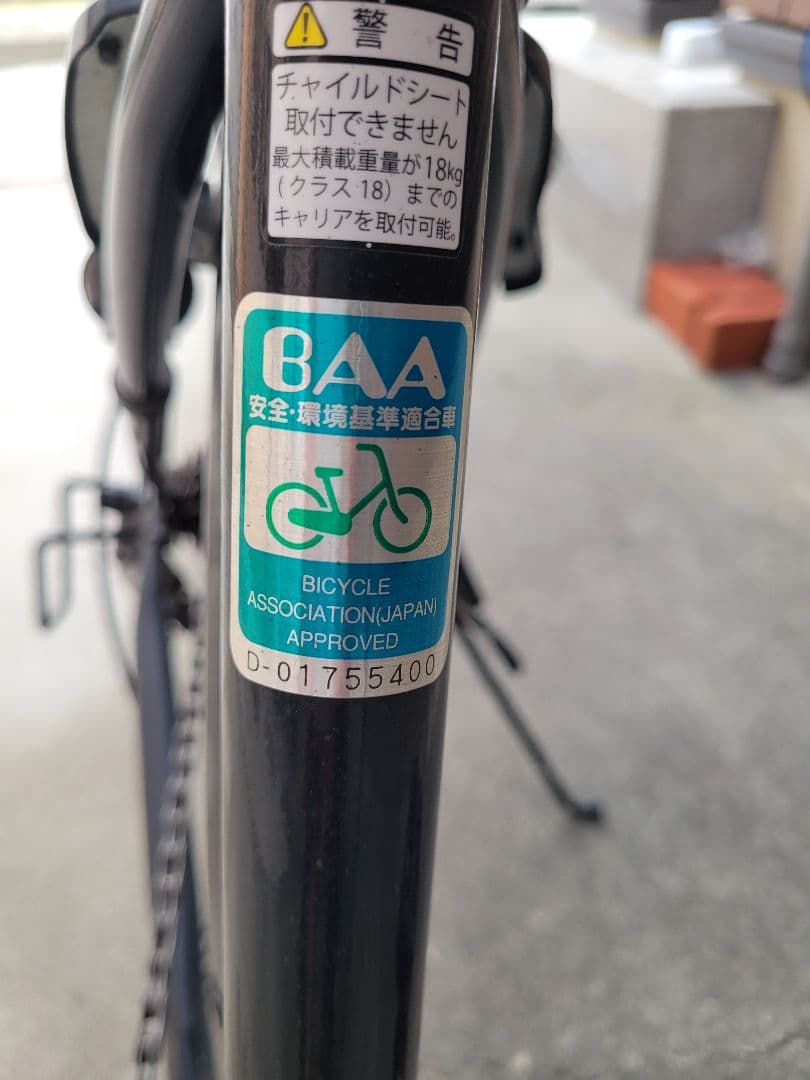 警告
チャイルドシート
取付できません
最大積載重量が18kg
(クラス18)までの
キャリアを取付可能。
BAA
安全・環境基準適合車
BICYCLE
ASSOCIATION(JAPAN)
APPROVED
D-01755400